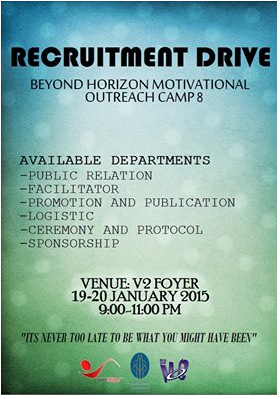 RECRUITMENT DRIVE
BEYOND HORIZON MOTIVATIONAL
OUTREACH CAMP 8
AVAILABLE DEPARTMENTS
-PUBLIC RELATION
-FACILITATOR
-PROMOTION AND PUBLICATION
-LOGISTIC
-CEREMONY AND PROTOCOL
-SPONSORSHIP
VENUE: V2 FOYER
19-20 JANUARY 2015
9:00~11:00 PM
"ITS NEVER TOO LATE TO BE WHAT YOU MIGHT HAVE BEEN"